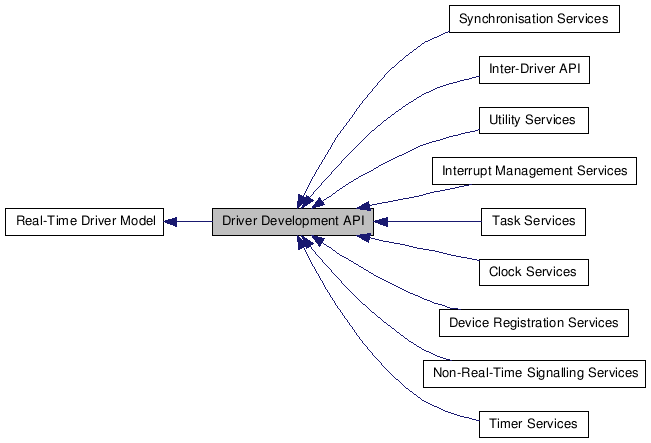 Synchronisation Services
Inter-Driver API
Utility Services
Interrupt Management Services
Real-Time Driver Model
Driver Development API
Task Services
Clock Services
Device Registration Services
Non-Real-Time Signalling Services
Timer Services